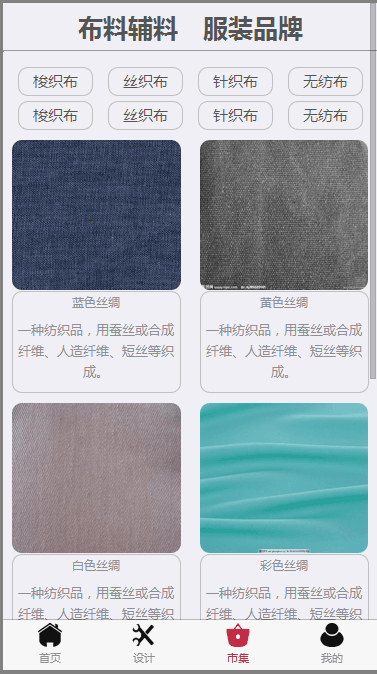 布料辅料 服装品牌
梭织布 丝织布 针织布 无纺布
梭织布 丝织布 针织布 无纺布
蓝色丝绸
一种纺织品，用蚕丝或合成
纤维、人造纤维、短丝等织
成。
黄色丝绸
一种纺织品，用蚕丝或合成
纤维、人造纤维、短丝等织
成。
白色丝绸
一种纺织品，用蚕丝或合成
纤维、人造纤维、短丝等织
彩色丝绸
一种纺织品，用蚕丝或合成
纤维、人造纤维、短丝等织
首页 设计 市集 我的